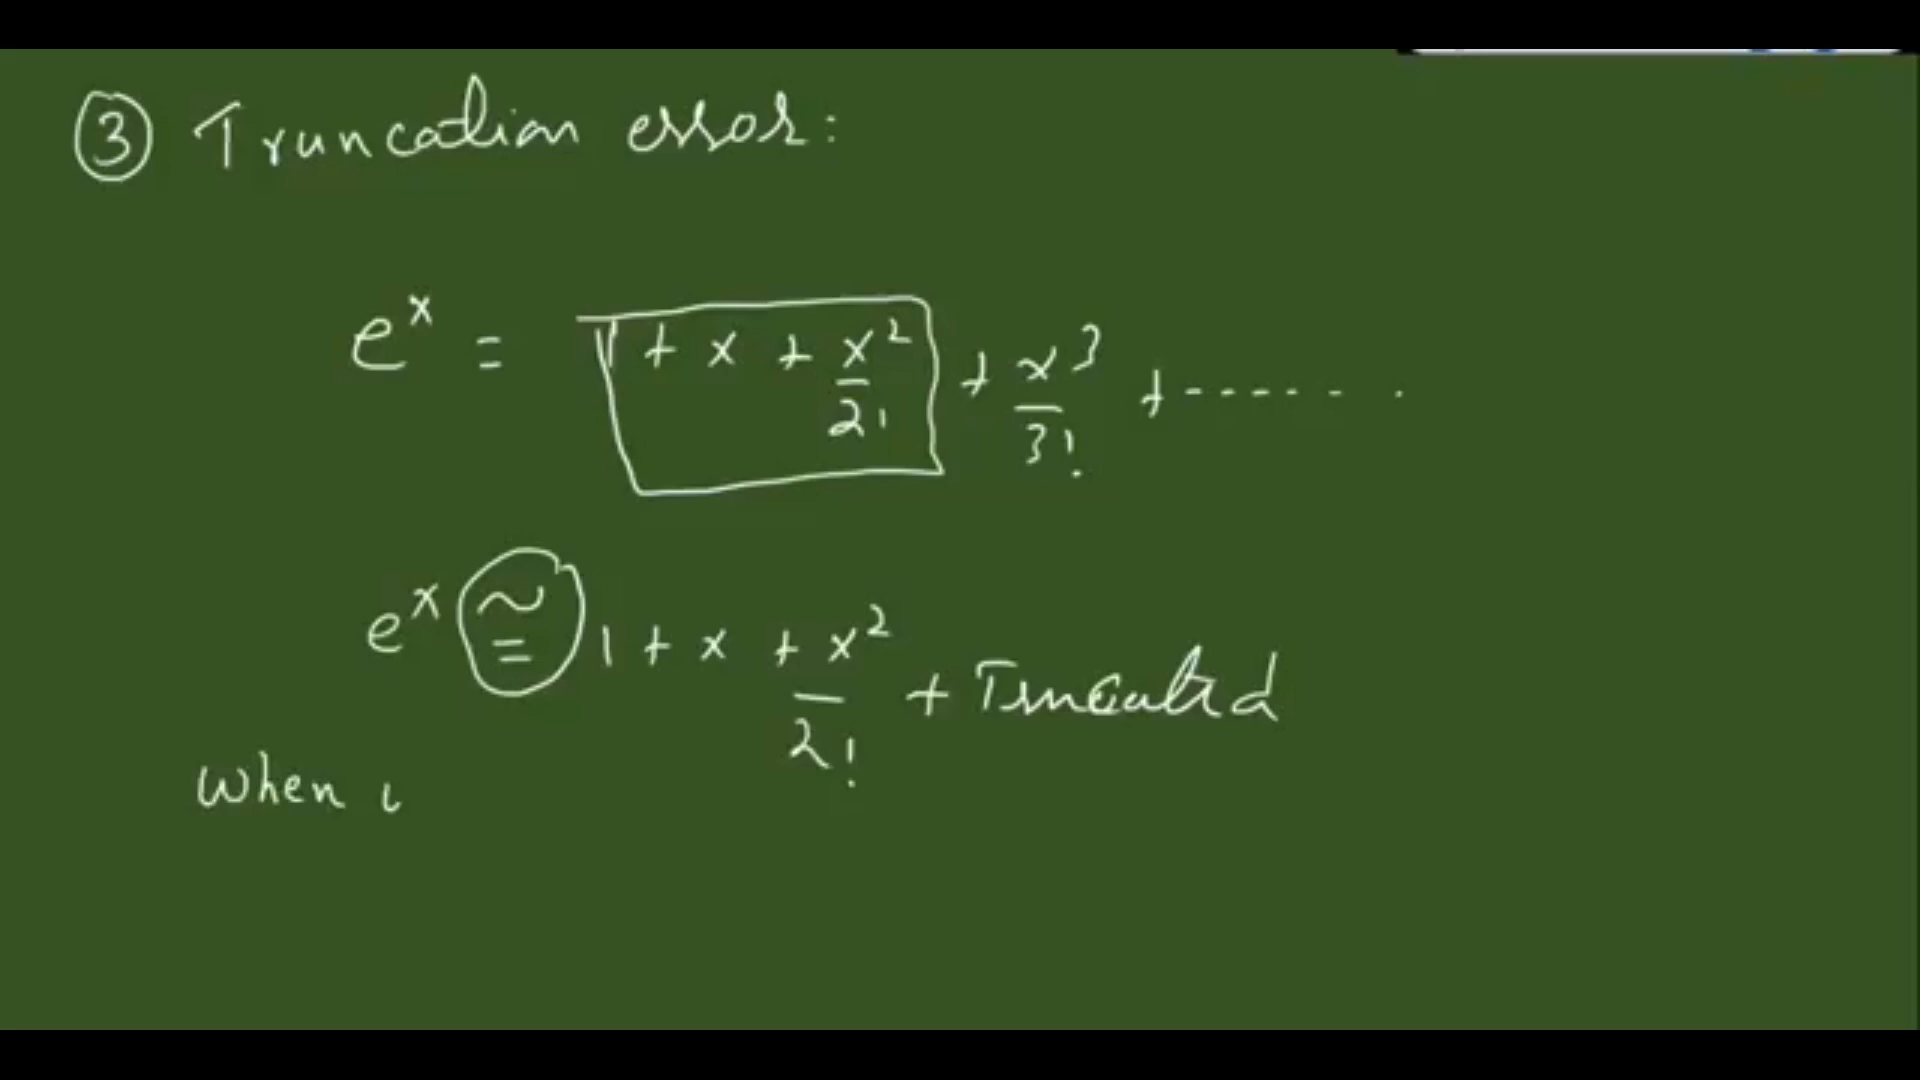 ③ Truncation error:
e^x = 1 + x + x²/2! + x³/3! + ------ .
e^x ≅ 1 + x + x²/2! + Truncated
When